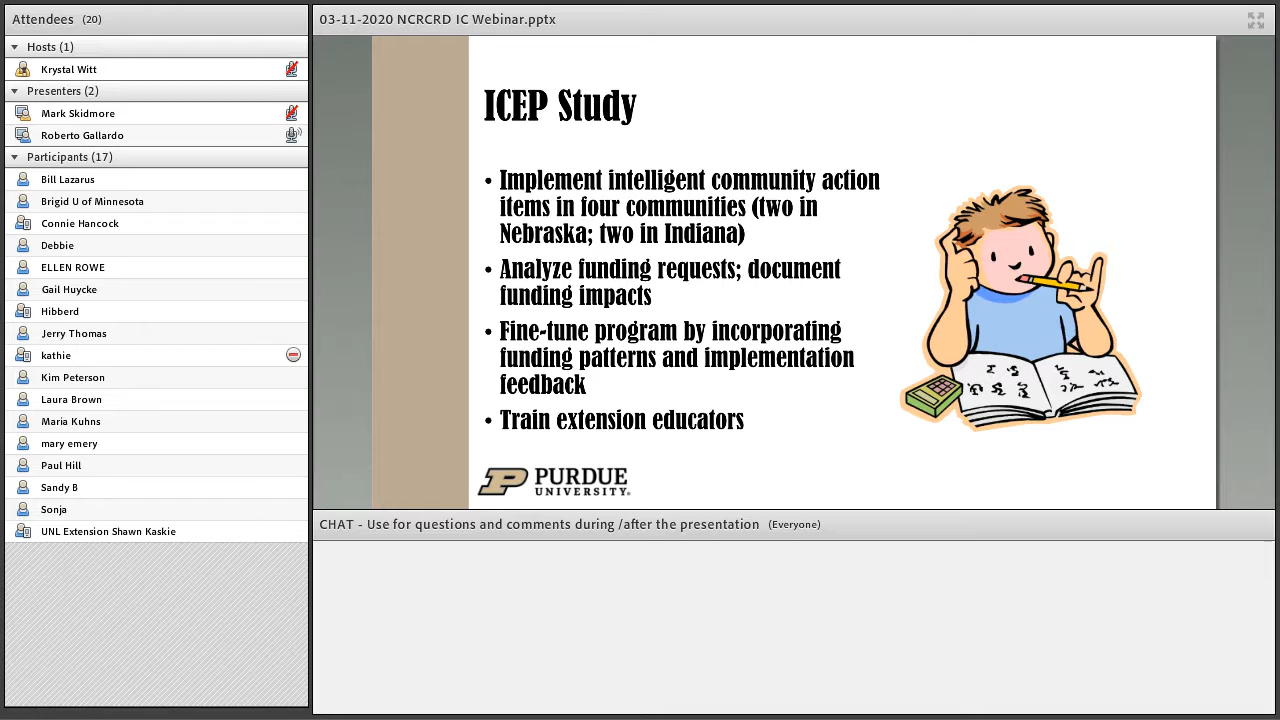 Attendees (20)
Hosts (1)
Krystal Witt
Presenters (2)
Mark Skidmore
Roberto Gallardo
Participants (17)
Bill Lazarus
Brigid U of Minnesota
Connie Hancock
Debbie
ELLEN ROWE
Gail Huycke
Hibberd
Jerry Thomas
kathie
Kim Peterson
Laura Brown
Maria Kuhns
mary emery
Paul Hill
Sandy B
Sonja
UNL Extension Shawn Kaskie
03-11-2020 NCRCRD IC Webinar.pptx
ICEP Study
• Implement intelligent community action
items in four communities (two in
Nebraska; two in Indiana)
• Analyze funding requests; document
funding impacts
• Fine-tune program by incorporating
funding patterns and implementation
feedback
• Train extension educators
PURDUE
UNIVERSITY.
CHAT - Use for questions and comments during /after the presentation (Everyone)